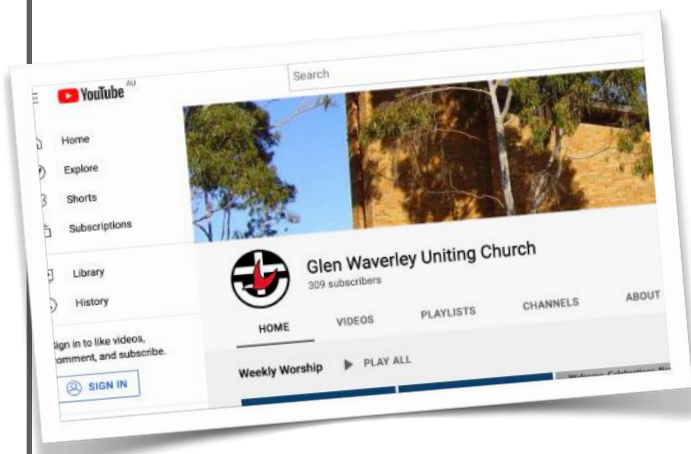 YouTube AU
Search
Home
Explore
Shorts
Subscriptions
Library
History
Sign in to like videos,
comment, and subscribe.
SIGN IN
Glen Waverley Uniting Church
309 subscribers
HOME VIDEOS PLAYLISTS CHANNELS ABOUT
Weekly Worship PLAY ALL